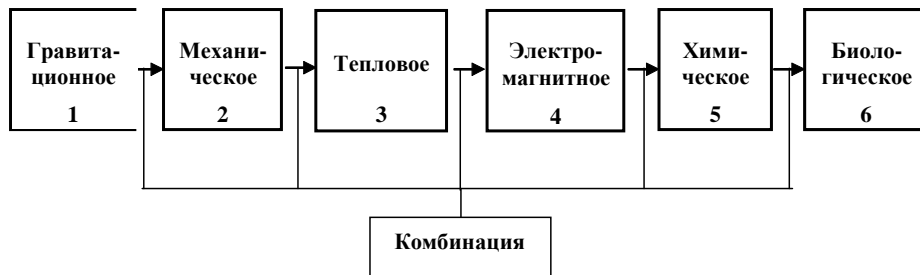 Гравита-
ционное
1
Механи-
ческое
2
Тепловое
3
Электро-
магнитное
4
Хими-
ческое
5
Биоло-
гическое
6
Комбинация